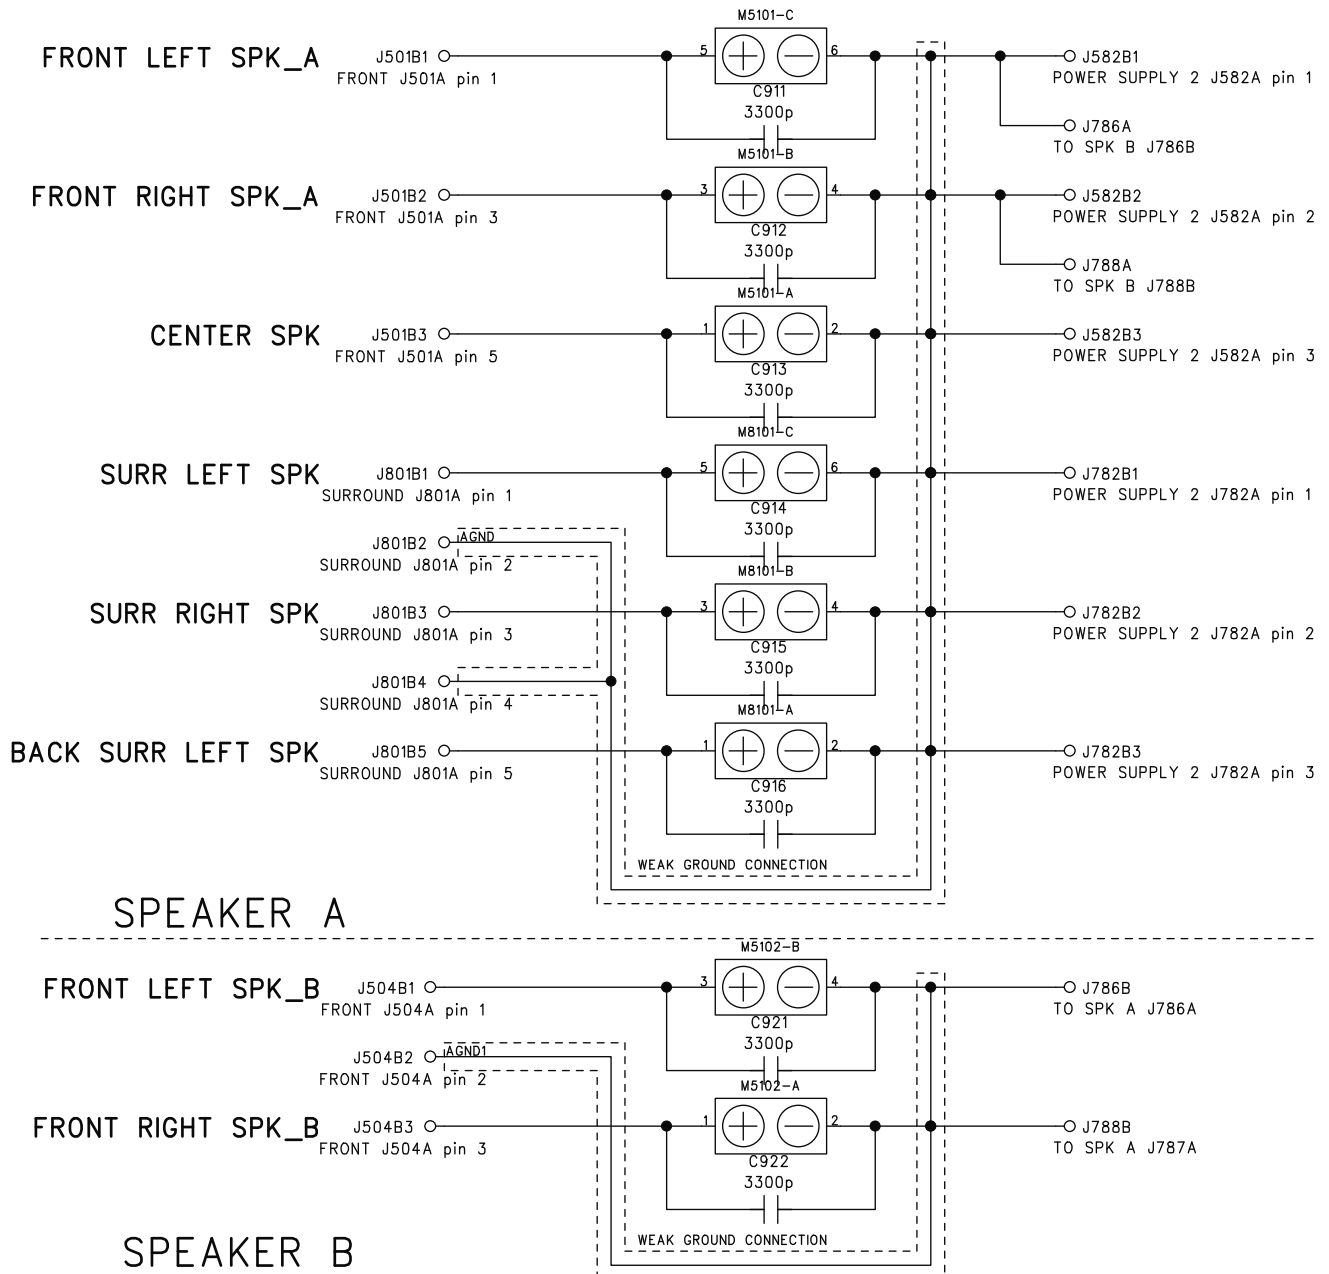 M5101-C
FRONT LEFT SPK_A
J501B1
5
6
J582B1
FRONT J501A pin 1
POWER SUPPLY 2 J582A pin 1
C911
3300p
J786A
TO SPK B J786B
M5101-B
FRONT RIGHT SPK_A
J501B2
3
4
J582B2
FRONT J501A pin 3
POWER SUPPLY 2 J582A pin 2
C912
3300p
J788A
TO SPK B J788B
M5101-A
CENTER SPK
J501B3
1
2
J582B3
FRONT J501A pin 5
POWER SUPPLY 2 J582A pin 3
C913
3300p
M8101-C
SURR LEFT SPK
J801B1
5
6
J782B1
SURROUND J801A pin 1
POWER SUPPLY 2 J782A pin 1
C914
3300p
AGND
J801B2
SURROUND J801A pin 2
M8101-B
SURR RIGHT SPK
J801B3
3
4
J782B2
SURROUND J801A pin 3
POWER SUPPLY 2 J782A pin 2
C915
3300p
J801B4
SURROUND J801A pin 4
M8101-A
BACK SURR LEFT SPK
J801B5
1
2
J782B3
SURROUND J801A pin 5
POWER SUPPLY 2 J782A pin 3
C916
3300p
WEAK GROUND CONNECTION
SPEAKER A
M5102-B
FRONT LEFT SPK_B
J504B1
3
4
J786B
FRONT J504A pin 1
TO SPK A J786A
C921
3300p
AGND1
J504B2
FRONT J504A pin 2
M5102-A
FRONT RIGHT SPK_B
J504B3
1
2
J788B
FRONT J504A pin 3
TO SPK A J787A
C922
3300p
WEAK GROUND CONNECTION
SPEAKER B